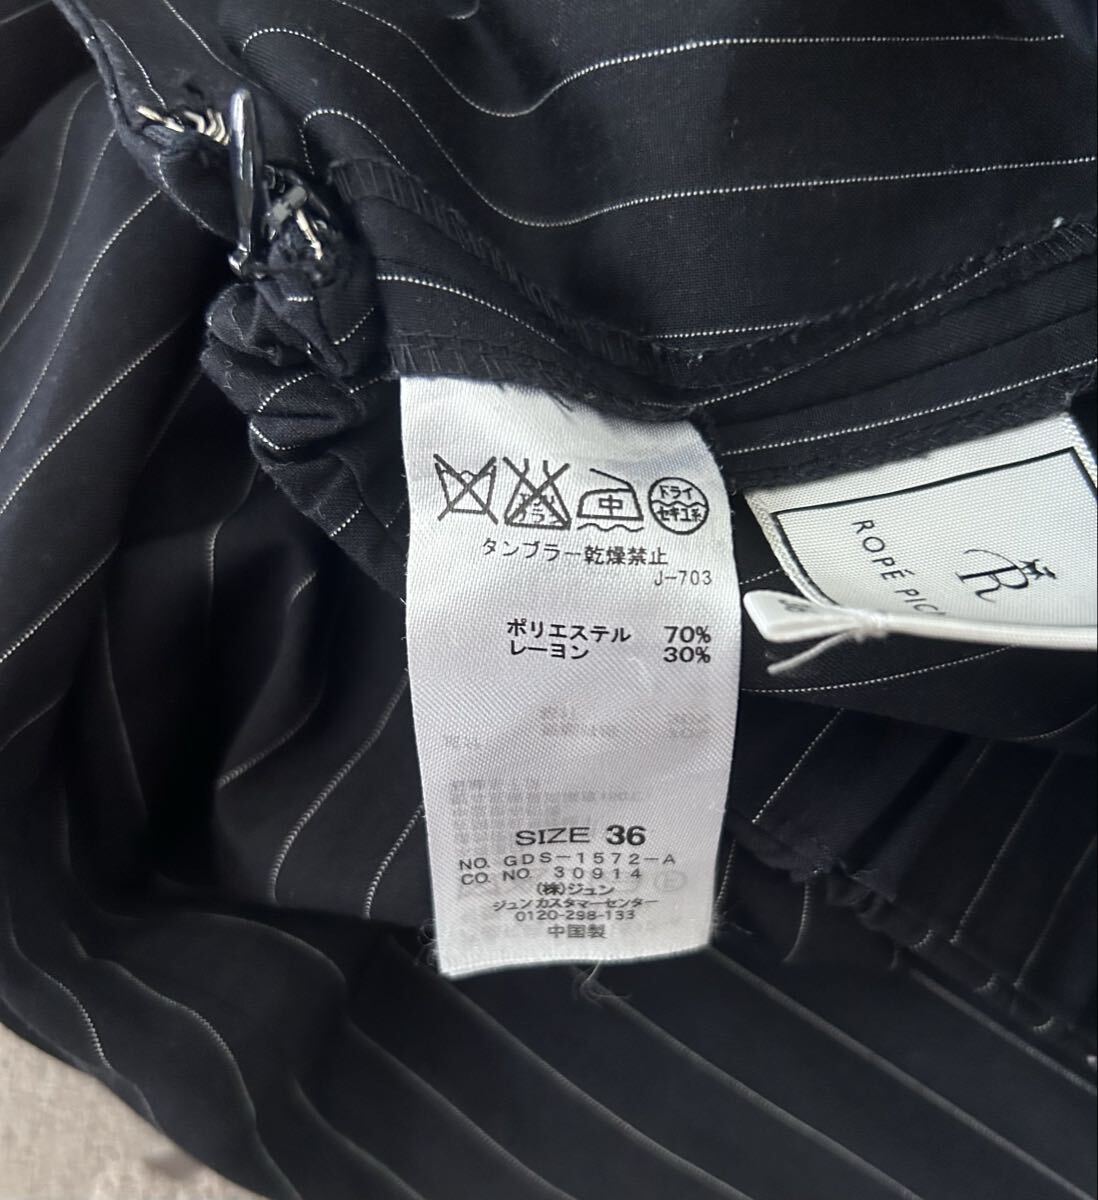 中
ドライ
セキユ系
タンブラー乾燥禁止
J-703
ポリエステル 70%
レーヨン 30%
SIZE 36
NO. GDS-1572-A
CO. NO. 30914
(株)ジュン
ジュンカスタマーセンター
0120-298-133
中国製
R
ROPÉ PIC